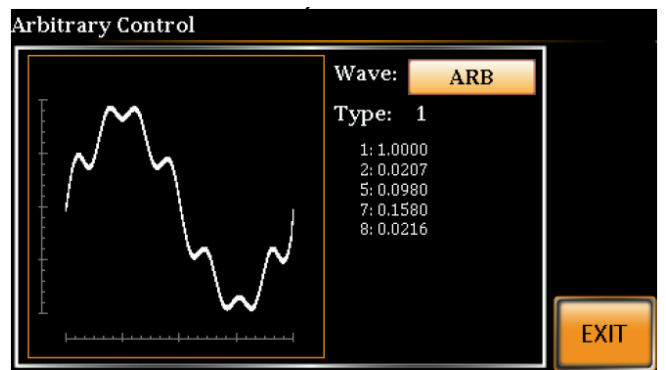 Arbitrary Control
Wave: ARB
Type: 1
1: 1.0000
2: 0.0207
5: 0.0980
7: 0.1580
8: 0.0216
EXIT